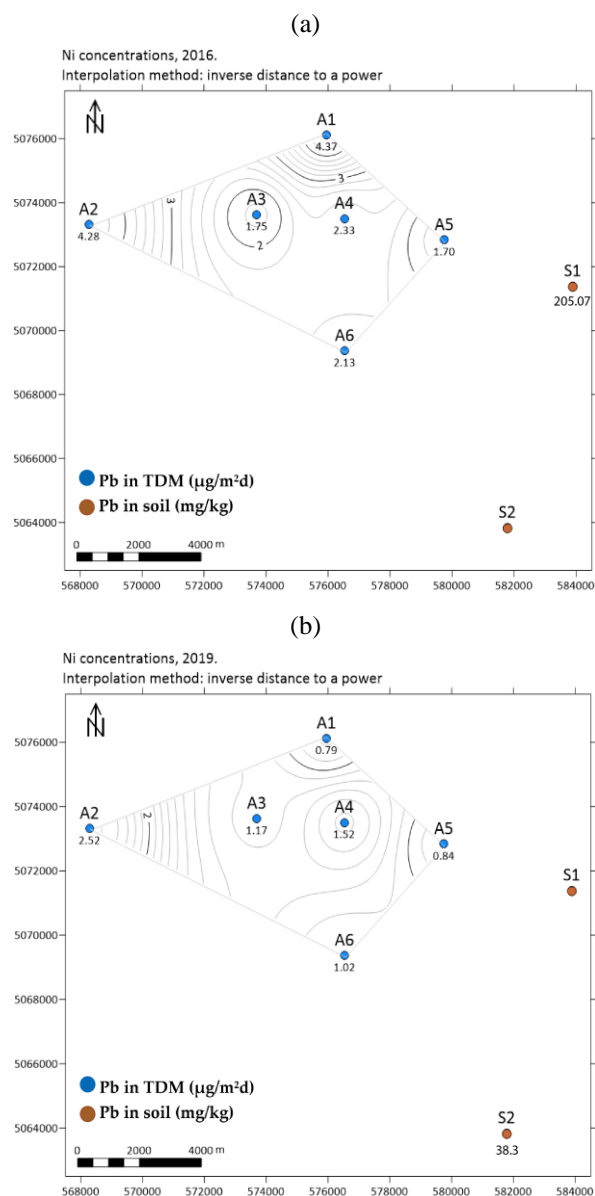 (a)
Ni concentrations, 2016.
Interpolation method: inverse distance to a power
N
5076000
5074000
5072000
5070000
5068000
5066000
5064000
A1
4.37
3
A2
4.28
3
A3
1.75
2
A4
2.33
A5
1.70
A6
2.13
S1
205.07
S2
Pb in TDM (μg/m²d)
Pb in soil (mg/kg)
0 2000 4000 m
568000 570000 572000 574000 576000 578000 580000 582000 584000
(b)
Ni concentrations, 2019.
Interpolation method: inverse distance to a power
N
5076000
5074000
5072000
5070000
5068000
5066000
5064000
A1
0.79
A2
2.52
2
A3
1.17
A4
1.52
A5
0.84
A6
1.02
S1
S2
38.3
Pb in TDM (μg/m²d)
Pb in soil (mg/kg)
0 2000 4000 m
568000 570000 572000 574000 576000 578000 580000 582000 584000